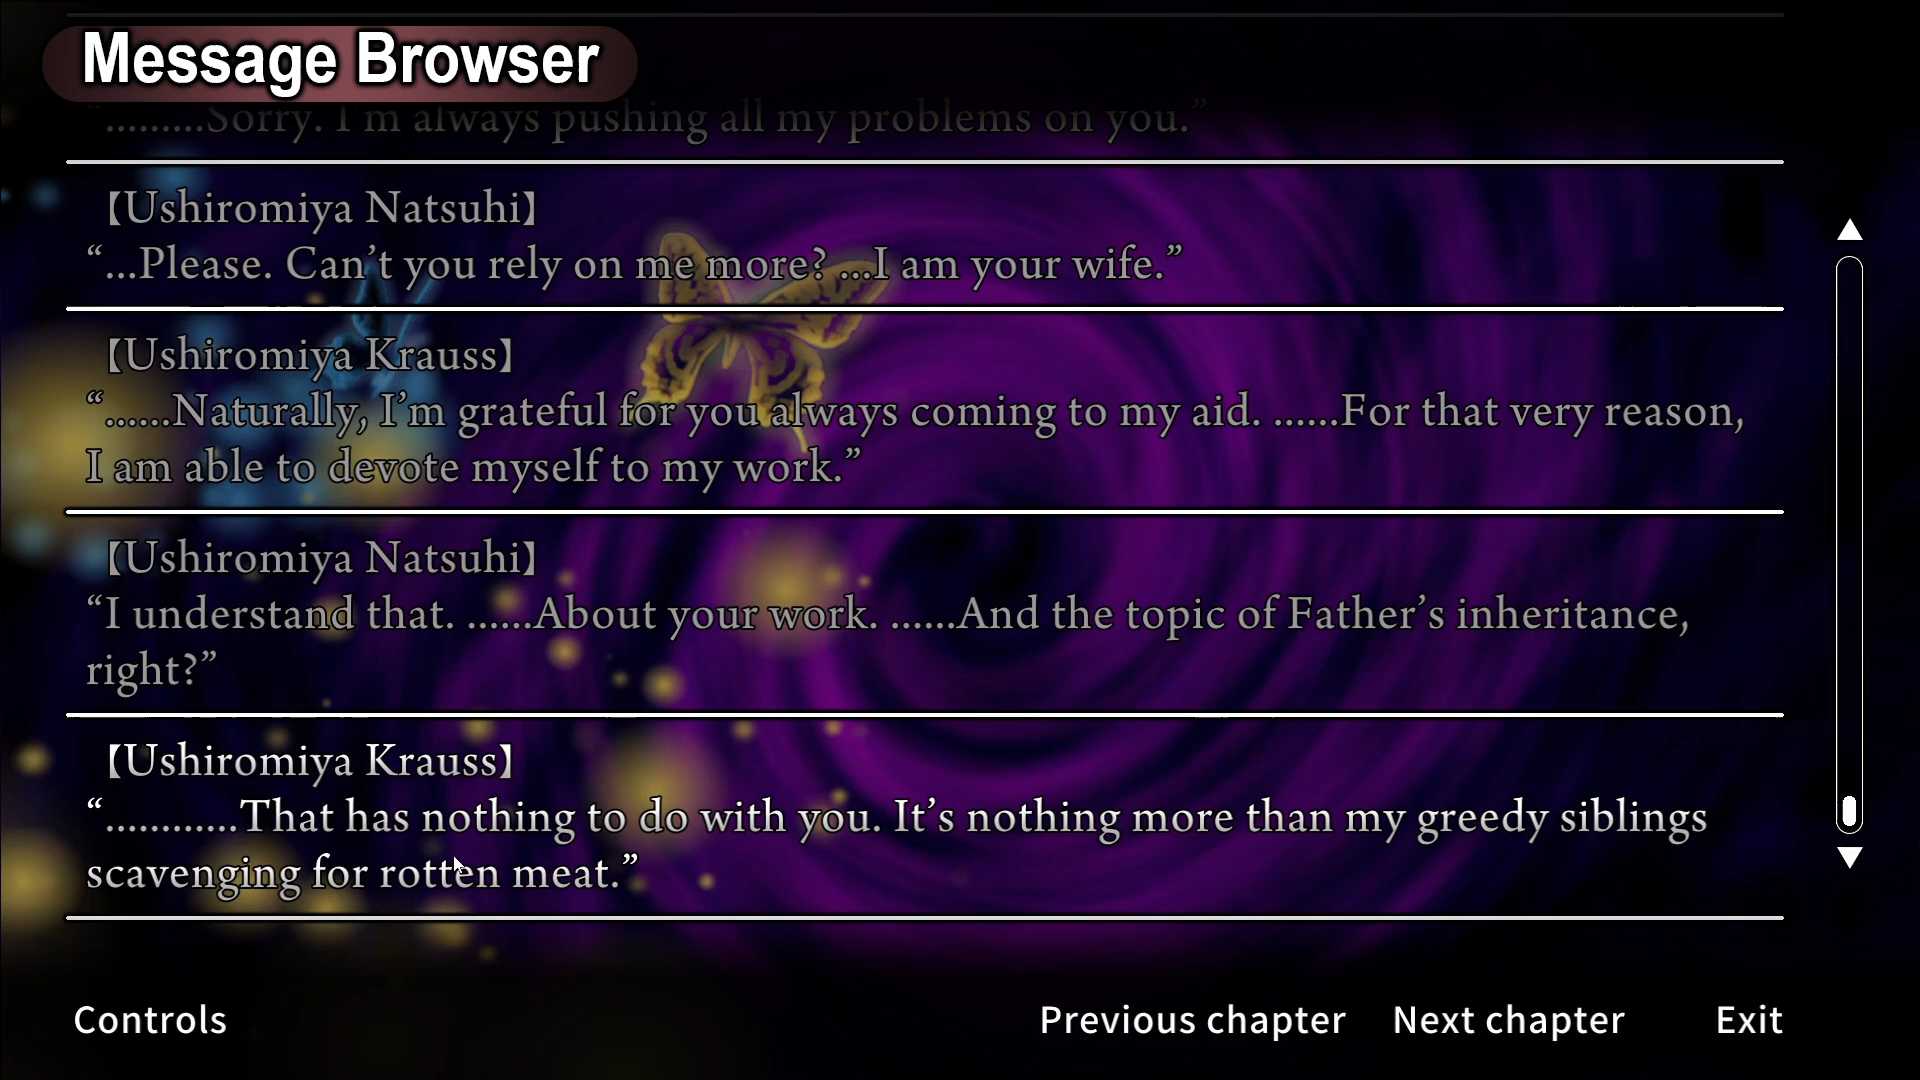 Message Browser
“.........Sorry. I'm always pushing all my problems on you.”
【Ushiromiya Natsuhi】
“...Please. Can’t you rely on me more? ...I am your wife.”
【Ushiromiya Krauss】
“......Naturally, I’m grateful for you always coming to my aid. ......For that very reason,
I am able to devote myself to my work.”
【Ushiromiya Natsuhi】
“I understand that. ......About your work. ......And the topic of Father’s inheritance,
right?”
【Ushiromiya Krauss】
“............That has nothing to do with you. It’s nothing more than my greedy siblings
scavenging for rotten meat.”
Controls
Previous chapter
Next chapter
Exit